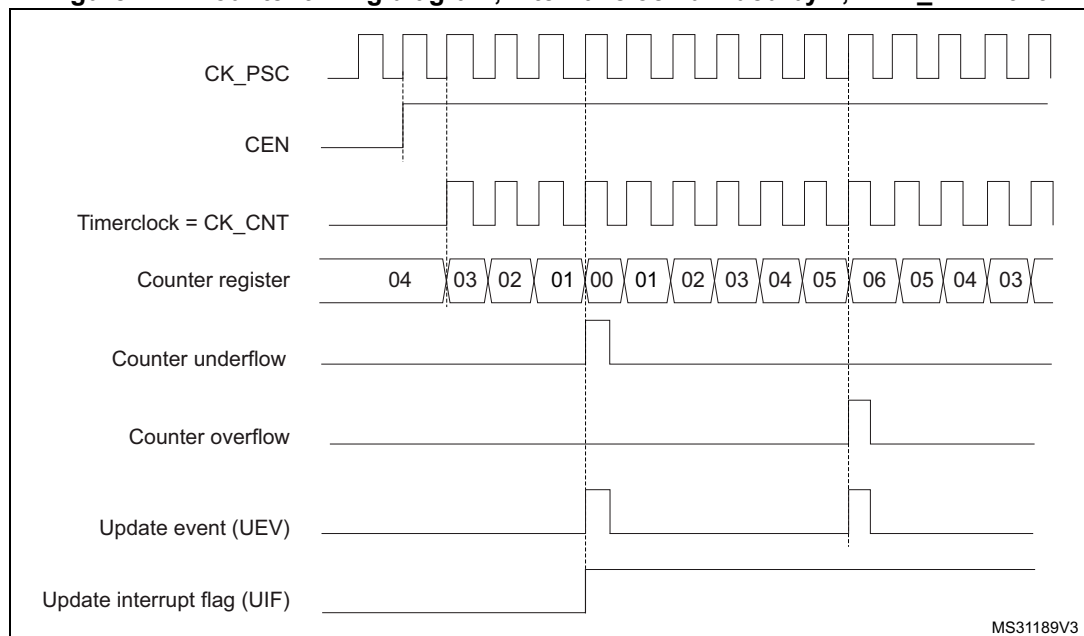 CK_PSC
CEN
Timerclock = CK_CNT
Counter register 04 03 02 01 00 01 02 03 04 05 06 05 04 03
Counter underflow
Counter overflow
Update event (UEV)
Update interrupt flag (UIF)
MS31189V3